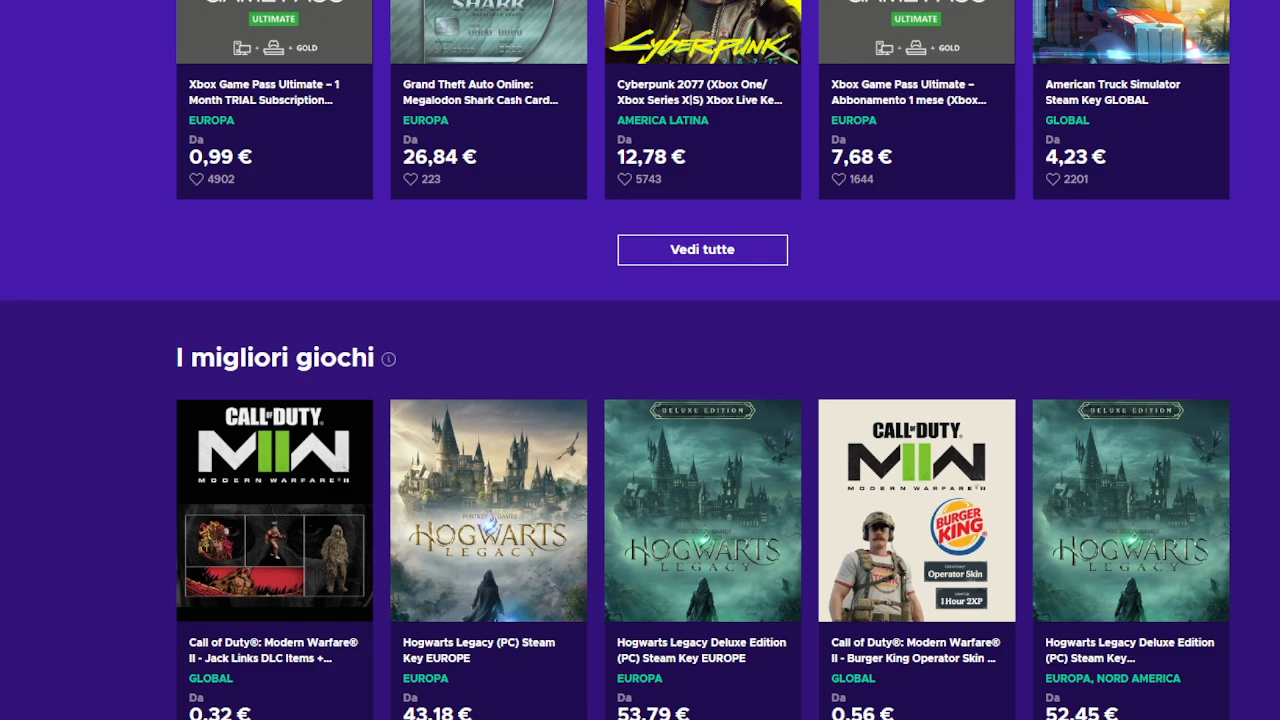 ULTIMATE
+ + GOLD
SHARK
Cyberpunk
2077
ULTIMATE
+ + GOLD
Xbox Game Pass Ultimate – 1
Month TRIAL Subscription...
EUROPA
Da
0,99 €
4902
Grand Theft Auto Online:
Megalodon Shark Cash Card...
EUROPA
Da
26,84 €
223
Cyberpunk 2077 (Xbox One/
Xbox Series X|S) Xbox Live Ke...
AMERICA LATINA
Da
12,78 €
5743
Xbox Game Pass Ultimate –
Abbonamento 1 mese (Xbox...
EUROPA
Da
7,68 €
1644
American Truck Simulator
Steam Key GLOBAL
GLOBAL
Da
4,23 €
2201
Vedi tutte
I migliori giochi
CALL OF DUTY®
MWII
MODERN WARFARE® II
Call of Duty®: Modern Warfare®
II - Jack Links DLC Items +...
GLOBAL
Da
0,32 €
HOGWARTS
LEGACY
Hogwarts Legacy (PC) Steam
Key EUROPE
EUROPA
Da
43,18 €
DELUXE EDITION
HOGWARTS
LEGACY
Hogwarts Legacy Deluxe Edition
(PC) Steam Key EUROPE
EUROPA
Da
53,79 €
CALL OF DUTY®
MWII
MODERN WARFARE® II
BURGER
KING®
Operator Skin
1 Hour 2XP
Call of Duty®: Modern Warfare®
II - Burger King Operator Skin ...
GLOBAL
Da
0,56 €
DELUXE EDITION
HOGWARTS
LEGACY
Hogwarts Legacy Deluxe Edition
(PC) Steam Key...
EUROPA, NORD AMERICA
Da
52,45 €